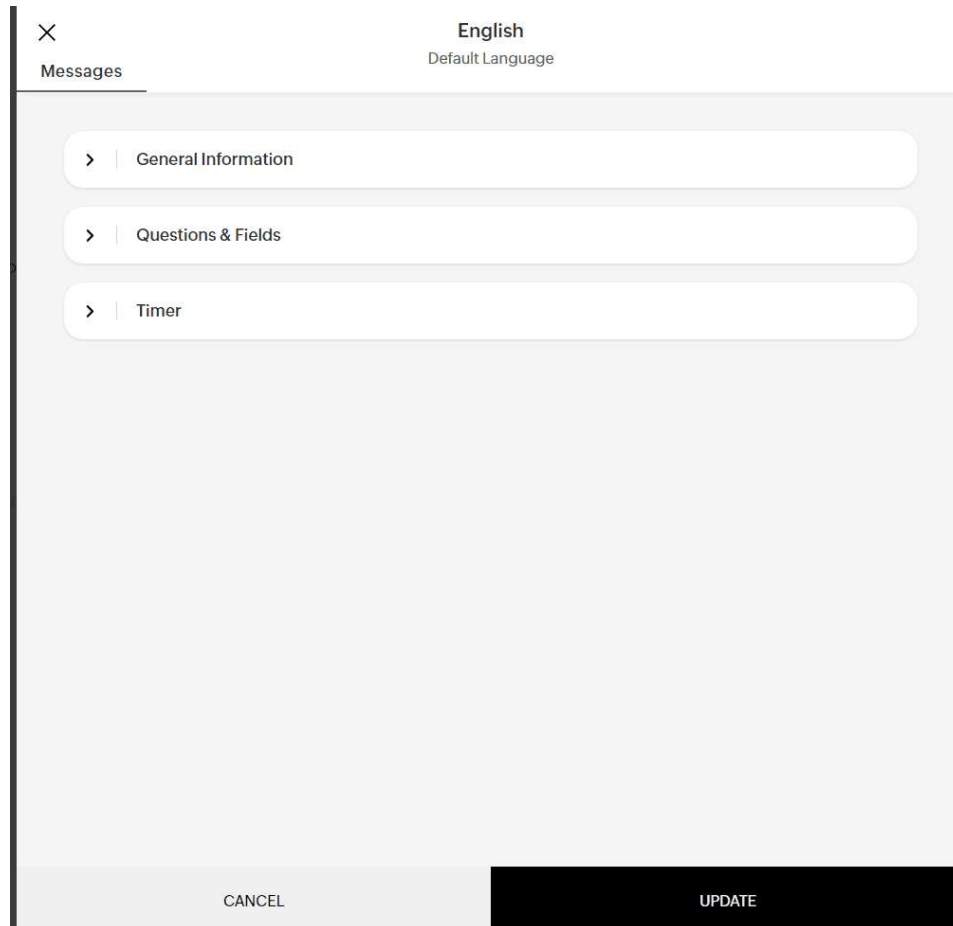 English
Default Language
Messages
General Information
Questions & Fields
Timer
CANCEL
UPDATE